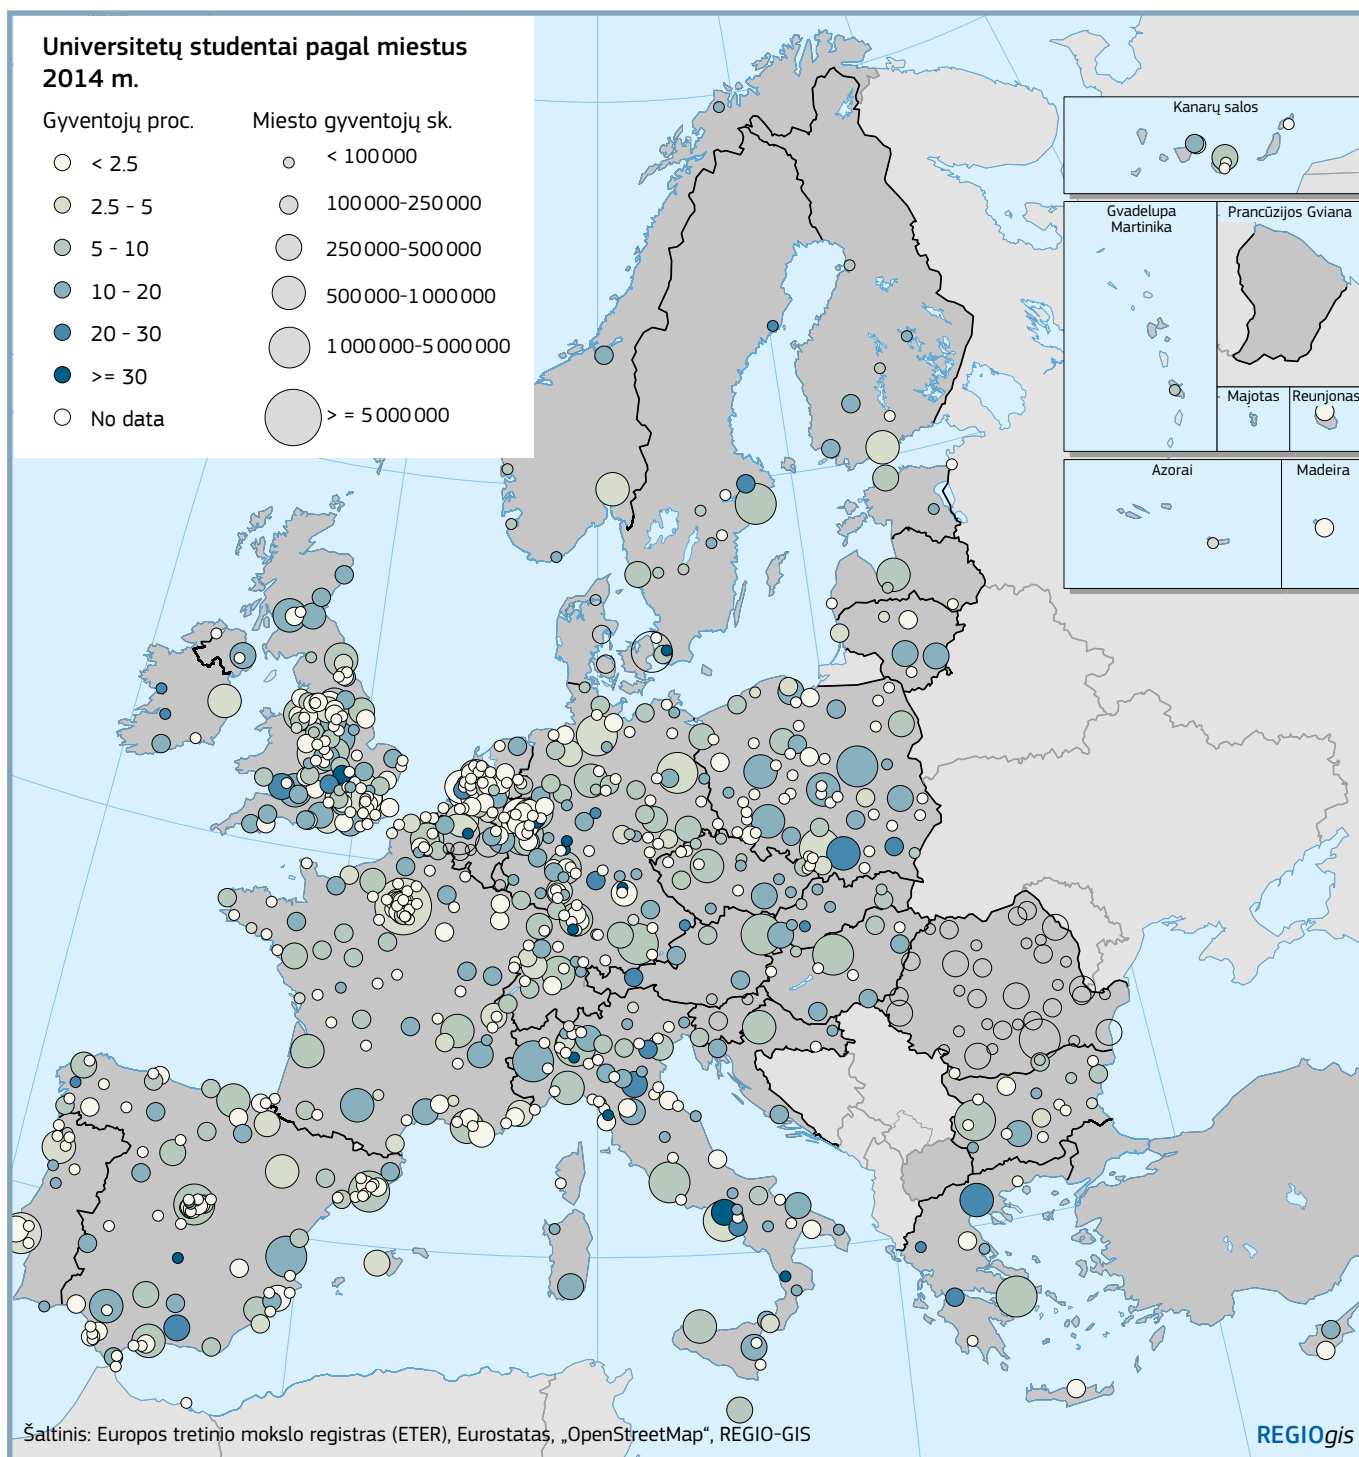 Universitetų studentai pagal miestus
2014 m.
Gyventojų proc.
< 2.5
2.5 - 5
5 - 10
10 - 20
20 - 30
>= 30
No data
Miesto gyventojų sk.
< 100 000
100 000-250 000
250 000-500 000
500 000-1 000 000
1 000 000-5 000 000
> = 5 000 000
Kanarų salos
Gvadelupa
Martinika
Prancūzijos Gviana
Majotas
Reunjonas
Azorai
Madeira
Šaltinis: Europos tretinio mokslo registras (ETER), Eurostatas, „OpenStreetMap“, REGIO-GIS
REGIOgis